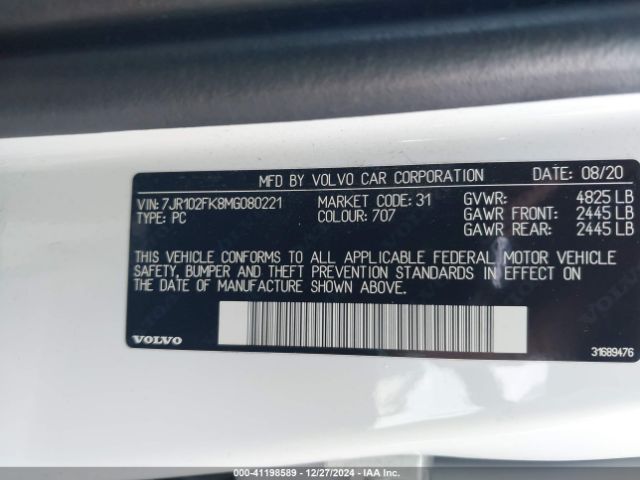 MFD BY VOLVO CAR CORPORATION DATE: 08/20
VIN: 7JR102FK8MG080221 MARKET CODE: 31 GVWR: 4825 LB
TYPE: PC COLOUR: 707 GAWR FRONT: 2445 LB
GAWR REAR: 2445 LB
THIS VEHICLE CONFORMS TO ALL APPLICABLE FEDERAL MOTOR VEHICLE
SAFETY, BUMPER AND THEFT PREVENTION STANDARDS IN EFFECT ON
THE DATE OF MANUFACTURE SHOWN ABOVE.
VOLVO
31689476
000-41198589 - 12/27/2024 - IAA Inc.